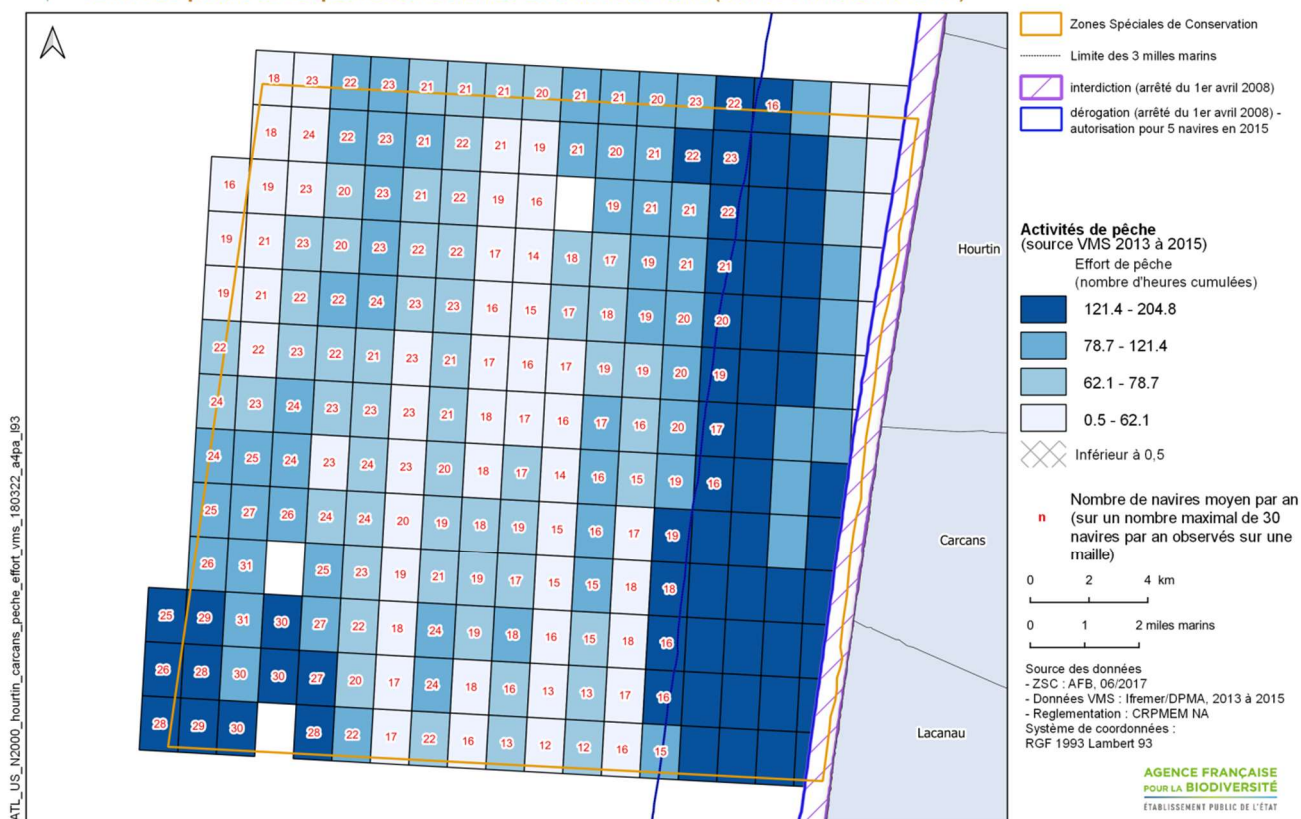 18 23 22 23 21 21 21 20 21 21 20 23 22 16
18 24 22 23 21 22 21 19 21 20 21 22 23
16 19 23 20 23 21 22 19 16 19 21 21 22
19 21 23 20 23 22 22 17 14 18 17 19 21 21
19 21 22 22 24 23 23 16 15 17 18 19 20 20
22 22 23 22 21 23 21 17 16 17 19 19 20 19
24 23 24 23 23 23 21 18 17 16 17 16 20 17
24 25 24 23 24 23 20 18 17 14 16 15 19 16
25 27 26 24 24 20 19 18 19 15 16 17 19
26 31 25 23 19 21 19 17 15 15 18 18
25 29 31 30 27 22 18 24 19 18 16 15 18 16
26 28 30 30 27 20 17 24 18 16 13 13 17 16
28 29 30 28 22 17 22 16 13 12 12 16 15
Hourtin
Carcans
Lacanau
ATL_US_N2000_hourtin_carcans_peche_effort_vms_180322_a4pa_l93
Zones Spéciales de Conservation
Limite des 3 milles marins
interdiction (arrêté du 1er avril 2008)
dérogation (arrêté du 1er avril 2008) -
autorisation pour 5 navires en 2015
Activités de pêche
(source VMS 2013 à 2015)
Effort de pêche
(nombre d'heures cumulées)
121.4 - 204.8
78.7 - 121.4
62.1 - 78.7
0.5 - 62.1
Inférieur à 0,5
n
Nombre de navires moyen par an
(sur un nombre maximal de 30
navires par an observés sur une
maille)
0 2 4 km
0 1 2 miles marins
Source des données
- ZSC : AFB, 06/2017
- Données VMS : Ifremer/DPMA, 2013 à 2015
- Reglementation : CRPMEM NA
Système de coordonnées :
RGF 1993 Lambert 93
AGENCE FRANÇAISE
POUR LA BIODIVERSITÉ
ÉTABLISSEMENT PUBLIC DE L'ÉTAT